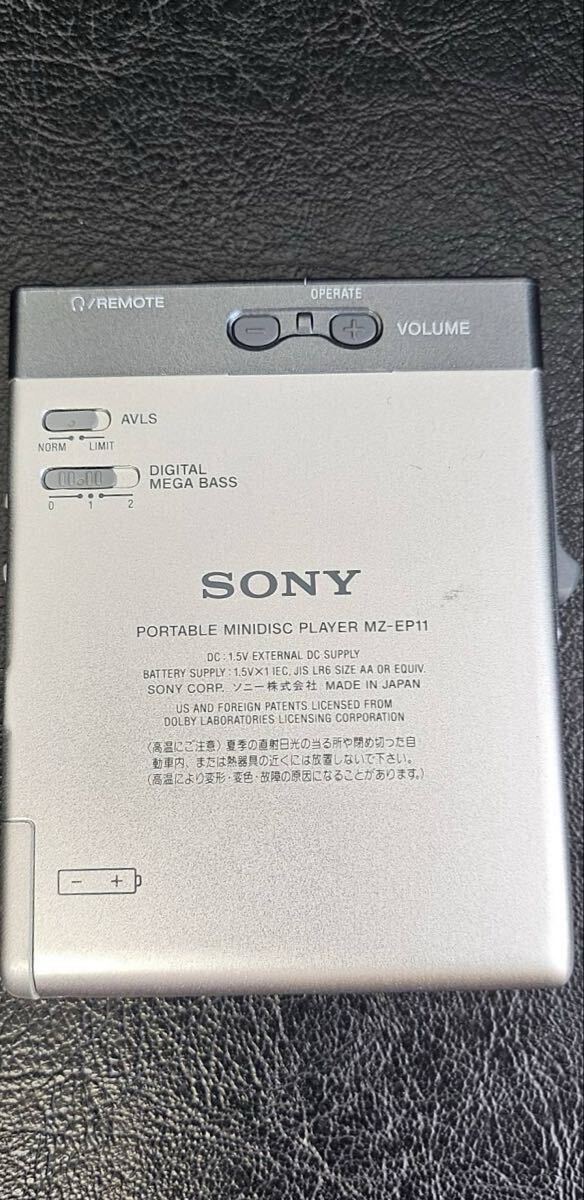 /REMOTE
OPERATE
− + VOLUME
AVLS
NORM LIMIT
DIGITAL
MEGA BASS
0 1 2
SONY
PORTABLE MINIDISC PLAYER MZ-EP11
DC : 1.5V EXTERNAL DC SUPPLY
BATTERY SUPPLY : 1.5V×1 IEC, JIS LR6 SIZE AA OR EQUIV.
SONY CORP. ソニー株式会社 MADE IN JAPAN
US AND FOREIGN PATENTS LICENSED FROM
DOLBY LABORATORIES LICENSING CORPORATION
〈高温にご注意〉夏季の直射日光の当る所や閉め切った自
動車内、または熱器具の近くには放置しないで下さい。
(高温により変形・変色・故障の原因になることがあります。)
− +